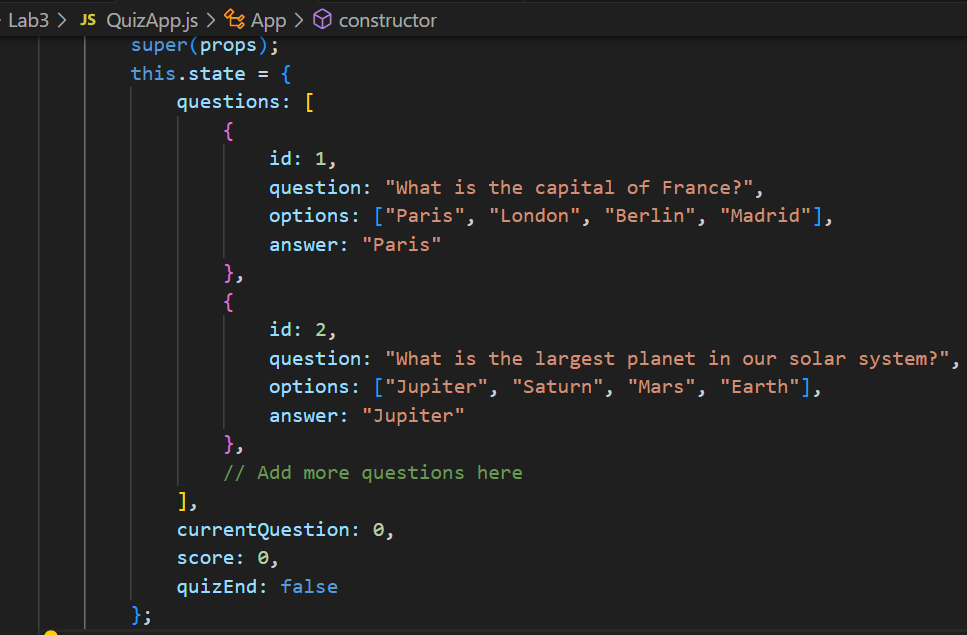 Lab3 > JS QuizApp.js > App > constructor
super(props);
this.state = {
questions: [
{
id: 1,
question: "What is the capital of France?",
options: ["Paris", "London", "Berlin", "Madrid"],
answer: "Paris"
},
{
id: 2,
question: "What is the largest planet in our solar system?",
options: ["Jupiter", "Saturn", "Mars", "Earth"],
answer: "Jupiter"
},
// Add more questions here
],
currentQuestion: 0,
score: 0,
quizEnd: false
};